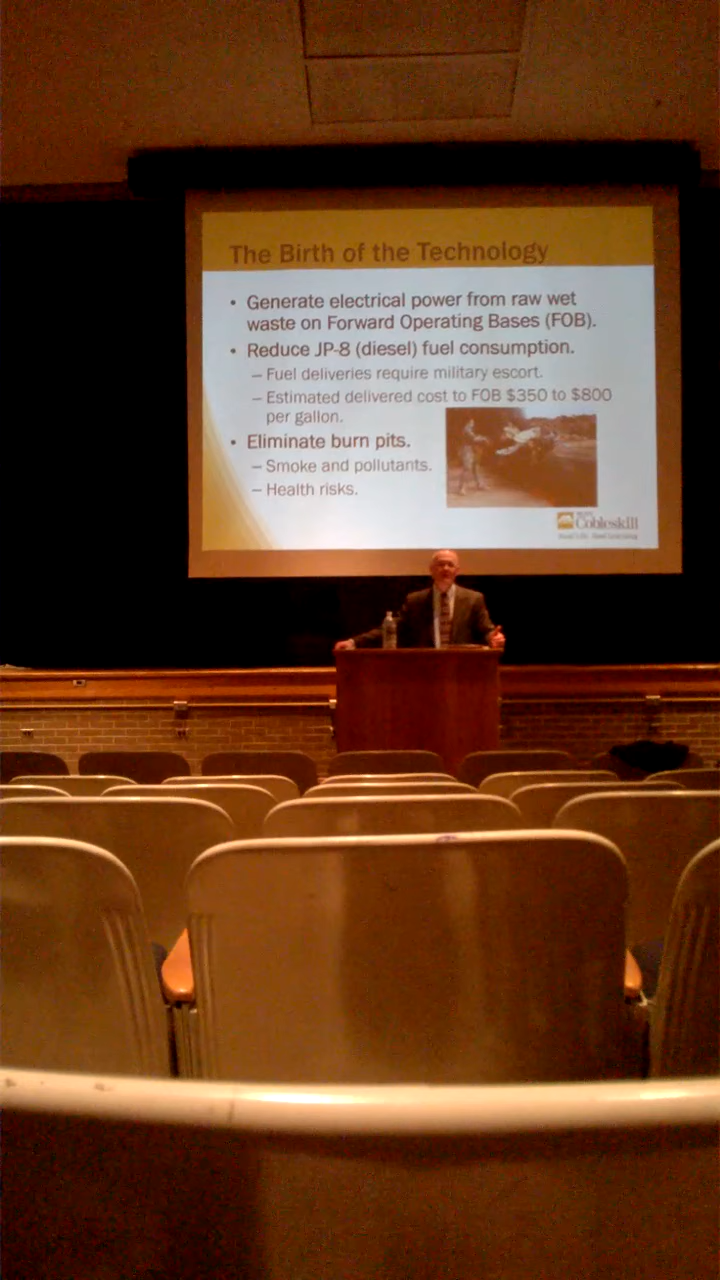 The Birth of the Technology
• Generate electrical power from raw wet
waste on Forward Operating Bases (FOB).
• Reduce JP-8 (diesel) fuel consumption.
– Fuel deliveries require military escort.
– Estimated delivered cost to FOB $350 to $800
per gallon.
• Eliminate burn pits.
– Smoke and pollutants.
– Health risks.
Cobleskill